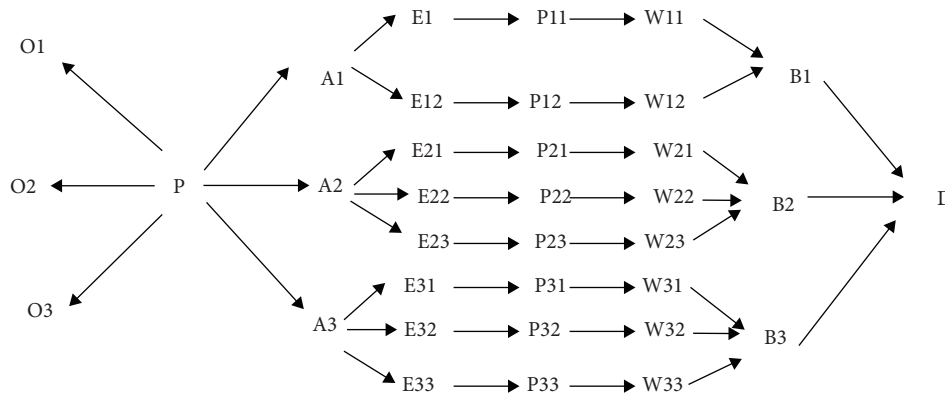 E1 P11 W11
O1
A1
B1
E12 P12 W12
E21 P21 W21
O2 P A2
E22 P22 W22
B2
E23 P23 W23
E31 P31 W31
O3
A3
E32 P32 W32
B3
E33 P33 W33